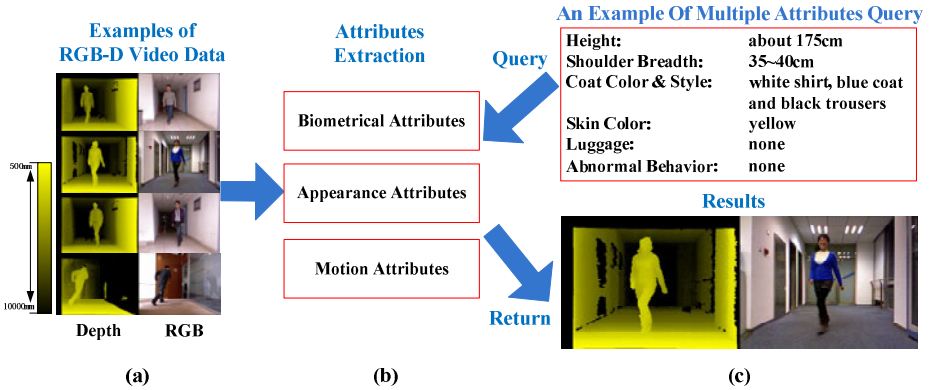 Examples of
RGB-D Video Data
500mm
10000mm
Depth RGB
(a)
Attributes
Extraction
Biometrical Attributes
Appearance Attributes
Motion Attributes
(b)
Query
Return
An Example Of Multiple Attributes Query
Height: about 175cm
Shoulder Breadth: 35~40cm
Coat Color & Style: white shirt, blue coat
and black trousers
Skin Color: yellow
Luggage: none
Abnormal Behavior: none
Results
(c)